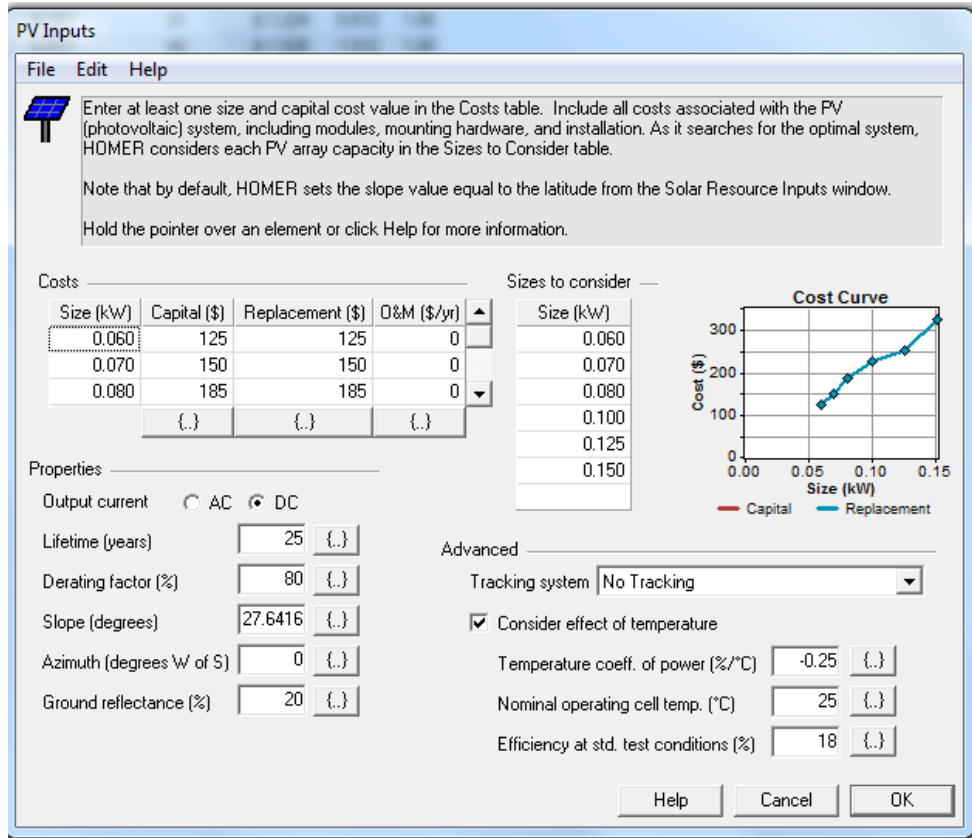 PV Inputs
File Edit Help
Enter at least one size and capital cost value in the Costs table. Include all costs associated with the PV
(photovoltaic) system, including modules, mounting hardware, and installation. As it searches for the optimal system,
HOMER considers each PV array capacity in the Sizes to Consider table.
Note that by default, HOMER sets the slope value equal to the latitude from the Solar Resource Inputs window.
Hold the pointer over an element or click Help for more information.
Costs
Size (kW) Capital ($) Replacement ($) O&M ($/yr)
0.060 125 125 0
0.070 150 150 0
0.080 185 185 0
{..} {..} {..}
Sizes to consider
Size (kW)
0.060
0.070
0.080
0.100
0.125
0.150
Cost Curve
Cost ($)
300
200
100
0
0.00 0.05 0.10 0.15
Size (kW)
Capital Replacement
Properties
Output current AC DC
Lifetime (years) 25 {..}
Derating factor (%) 80 {..}
Slope (degrees) 27.6416 {..}
Azimuth (degrees W of S) 0 {..}
Ground reflectance (%) 20 {..}
Advanced
Tracking system No Tracking
Consider effect of temperature
Temperature coeff. of power (%/°C) -0.25 {..}
Nominal operating cell temp. (°C) 25 {..}
Efficiency at std. test conditions (%) 18 {..}
Help Cancel OK